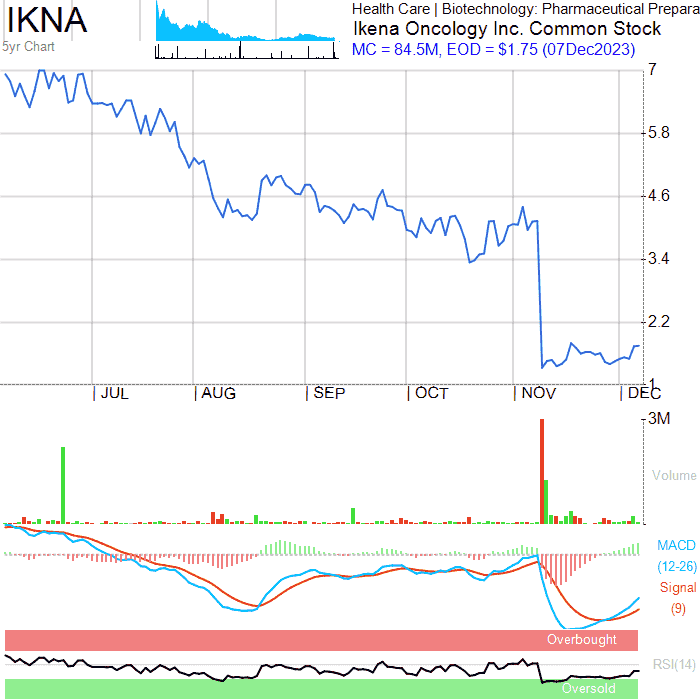 IKNA
5yr Chart
Health Care | Biotechnology: Pharmaceutical Prepara
Ikena Oncology Inc. Common Stock
MC = 84.5M, EOD = $1.75 (07Dec2023)
7
5.8
4.6
3.4
2.2
1
JUL
AUG
SEP
OCT
NOV
DEC
3M
Volume
MACD
(12-26)
Signal
(9)
Overbought
RSI(14)
Oversold